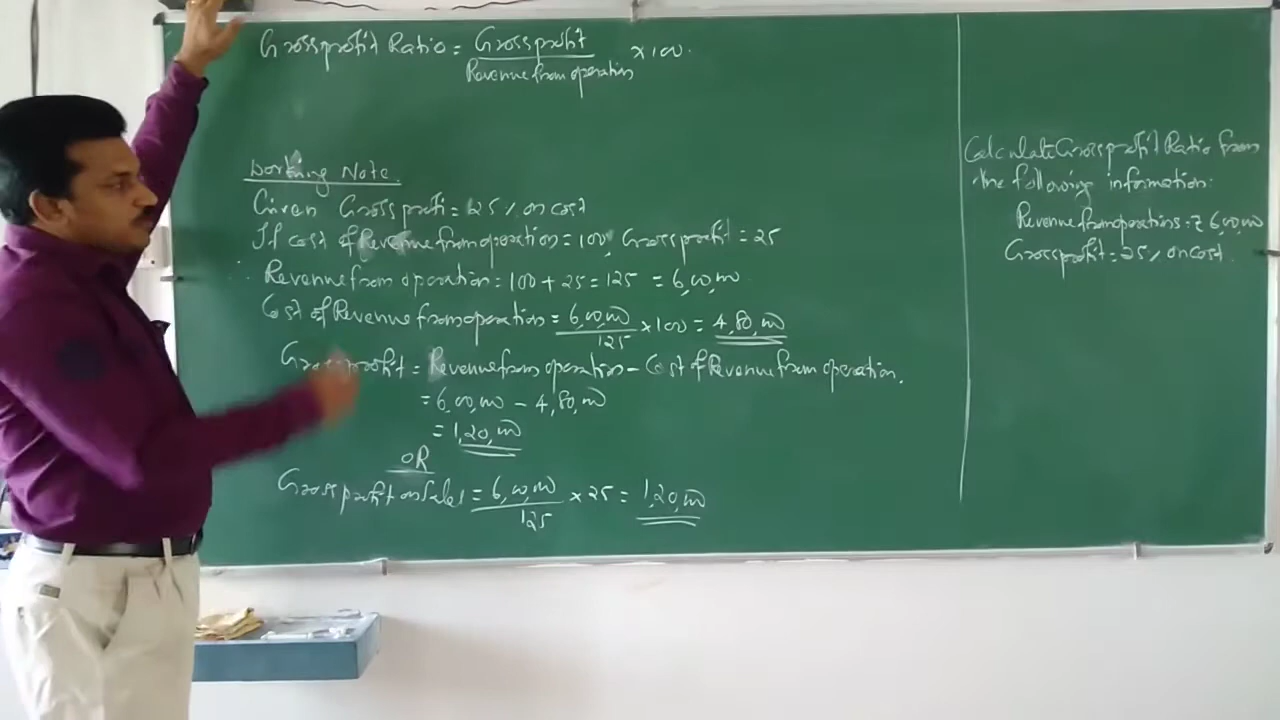 Gross profit Ratio = Gross profit / Revenue from operation × 100
Working Note.
Given Gross profit = 25% on cost
If cost of Revenue from operation = 100, Gross profit = 25
∴ Revenue from operation = 100 + 25 = 125 = 6,00,000
Cost of Revenue from operation = 6,00,000 / 125 × 100 = 4,80,000
Gross profit = Revenue from operation - Cost of Revenue from operation.
= 6,00,000 - 4,80,000
= 1,20,000
OR
Gross profit on Sales = 6,00,000 / 125 × 25 = 1,20,000
Calculate Gross profit Ratio from
the following information:
Revenue from operations = ₹ 6,00,000
Gross profit = 25% on cost.